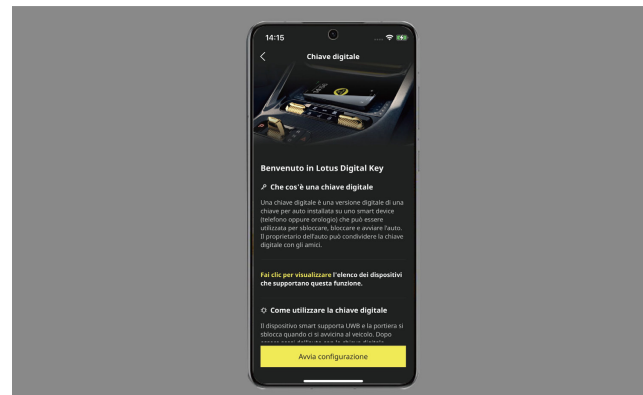 14:15
Chiave digitale
Benvenuto in Lotus Digital Key
Che cos'è una chiave digitale
Una chiave digitale è una versione digitale di una
chiave per auto installata su uno smart device
(telefono oppure orologio) che può essere
utilizzata per sbloccare, bloccare e avviare l'auto.
Il proprietario dell'auto può condividere la chiave
digitale con gli amici.
Fai clic per visualizzare l'elenco dei dispositivi
che supportano questa funzione.
Come utilizzare la chiave digitale
Il dispositivo smart supporta UWB e la portiera si
sblocca quando ci si avvicina al veicolo. Dopo
Avvia configurazione